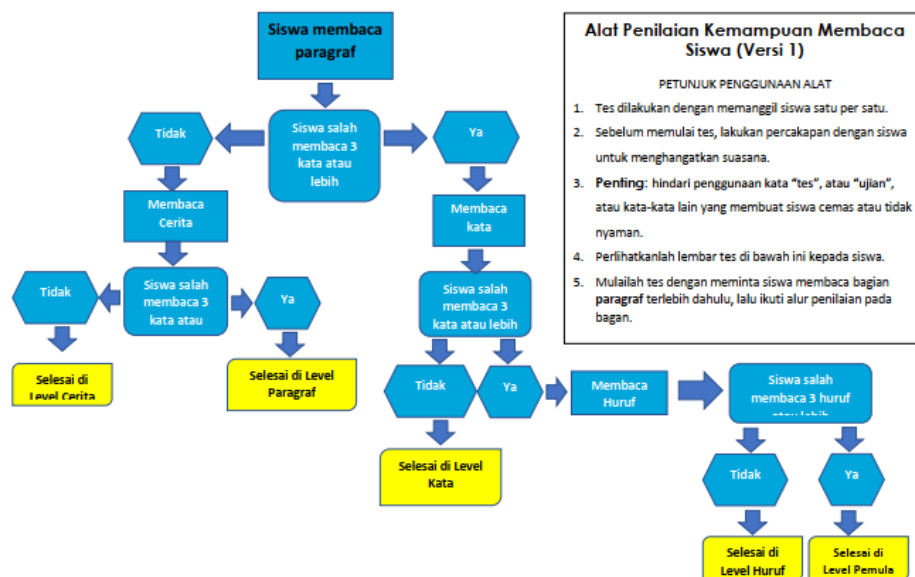 Siswa membaca
paragraf
Tidak
Siswa salah
membaca 3
kata atau
lebih
Ya
Membaca
Cerita
Membaca
kata
Tidak
Siswa salah
membaca 3
kata atau
Ya
Siswa salah
membaca 3
kata atau lebih
Selesai di
Level Cerita
Selesai di Level
Paragraf
Tidak
Ya
Membaca
Huruf
Siswa salah
membaca 3 huruf
atau lebih
Selesai di Level
Kata
Tidak
Ya
Selesai di
Level Huruf
Selesai di
Level Pemula
Alat Penilaian Kemampuan Membaca
Siswa (Versi 1)
PETUNJUK PENGGUNAAN ALAT
1. Tes dilakukan dengan memanggil siswa satu per satu.
2. Sebelum memulai tes, lakukan percakapan dengan siswa
untuk menghangatkan suasana.
3. Penting: hindari penggunaan kata “tes”, atau “ujian”,
atau kata-kata lain yang membuat siswa cemas atau tidak
nyaman.
4. Perlihatkanlah lembar tes di bawah ini kepada siswa.
5. Mulailah tes dengan meminta siswa membaca bagian
paragraf terlebih dahulu, lalu ikuti alur penilaian pada
bagan.